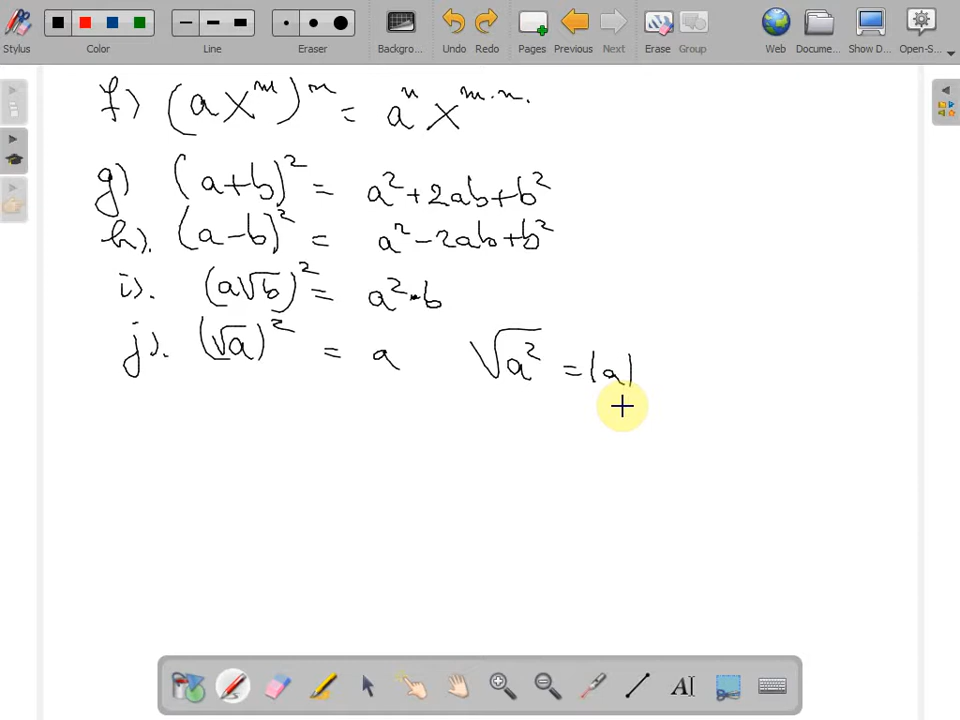 Stylus Color Line Eraser Backgro... Undo Redo Pages Previous Next Erase Group Web Docume... Show D... Open-S...
f) (a x^m)^n = a^n x^{m·n}.
g) (a+b)^2 = a^2+2ab+b^2
h). (a-b)^2 = a^2-2ab+b^2
i). (a√b)^2 = a^2·b
j). (√a)^2 = a √a^2 = |a|